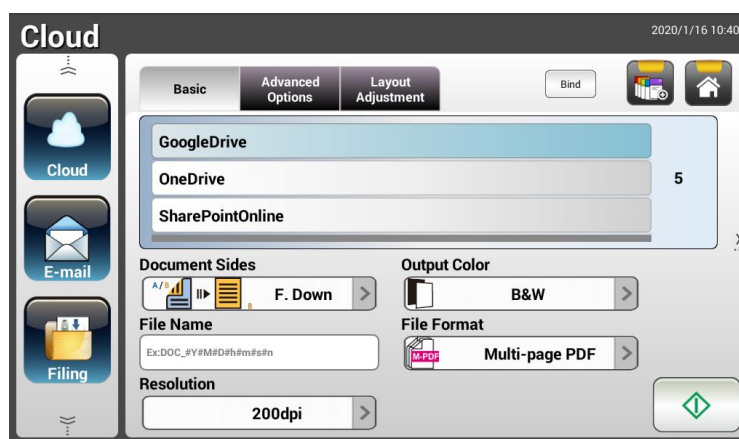 Cloud
2020/1/16 10:40
Cloud
E-mail
Filing
Basic
Advanced
Options
Layout
Adjustment
Bind
GoogleDrive
OneDrive
SharePointOnline
5
Document Sides
A/B
B
F. Down
Output Color
B&W
File Name
Ex:DOC_#Y#M#D#h#m#s#n
File Format
M-PDF
Multi-page PDF
Resolution
200dpi